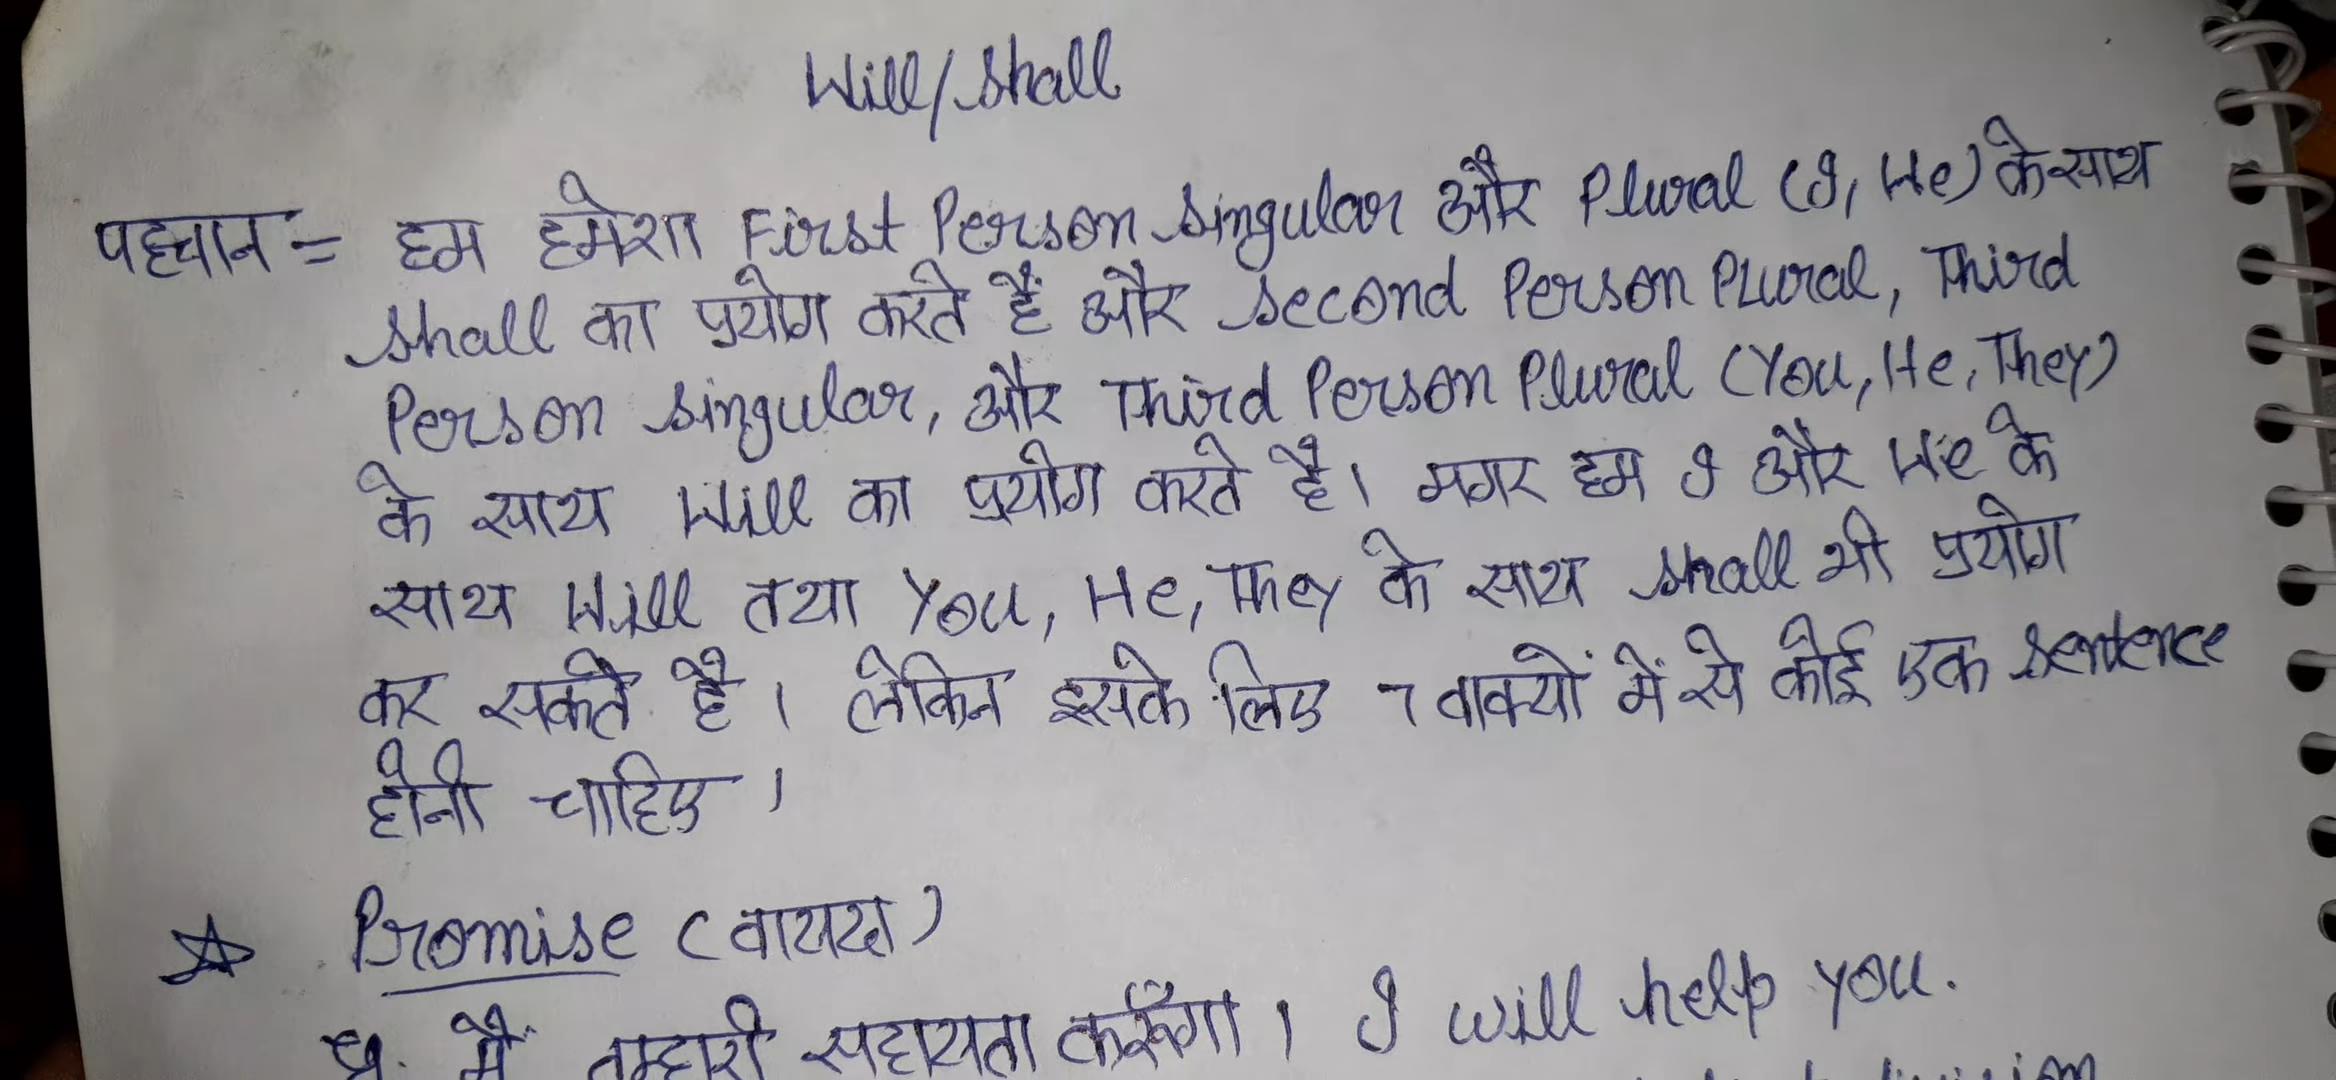 Will/Shall
पहचान = हम हमेशा First Person Singular और Plural (I, We) के साथ
Shall का प्रयोग करते हैं और Second Person Plural, Third
Person Singular, और Third Person Plural (You, He, They)
के साथ Will का प्रयोग करते है। मगर हम I और We के
साथ Will तथा You, He, They के साथ Shall भी प्रयोग
कर सकते है। लेकिन इसके लिए 7 वाक्यों में से कोई एक Sentence
होनी चाहिए।
Promise (वायदा)
मैं तुम्हारी सहायता करूँगा। I will help you.